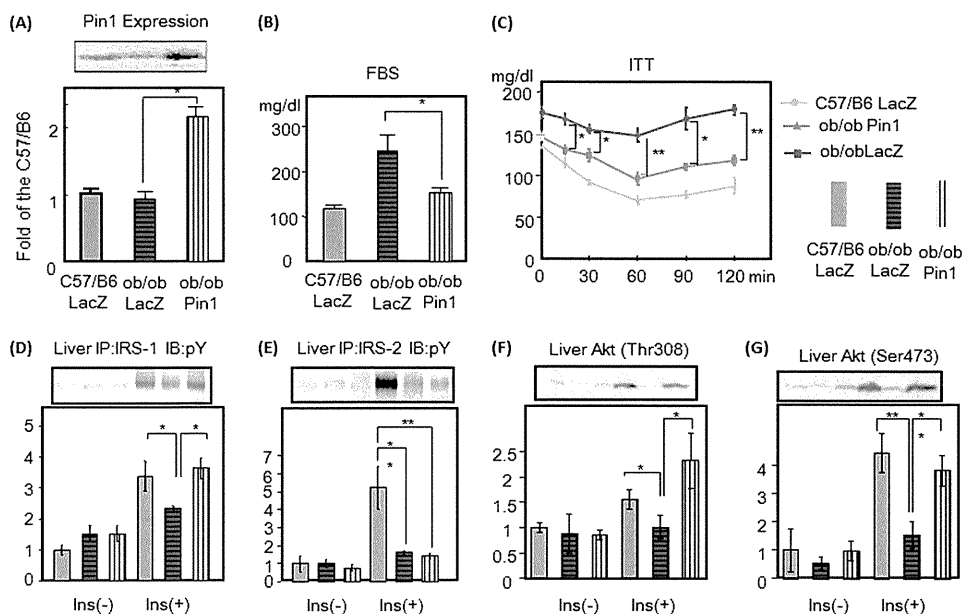 (A)
Pin1 Expression
Fold of the C57/B6
2
1
0
*
C57/B6 LacZ
ob/ob LacZ
ob/ob Pin1
(B)
FBS
mg/dl
300
200
100
0
*
C57/B6 LacZ
ob/ob LacZ
ob/ob Pin1
(C)
ITT
mg/dl
200
150
100
50
0
0 30 60 90 120 min
* * ** * **
C57/B6 LacZ
ob/ob Pin1
ob/obLacZ
C57/B6 LacZ
ob/ob LacZ
ob/ob Pin1
(D)
Liver IP:IRS-1 IB:pY
5
4
3
2
1
0
* *
Ins(-) Ins(+)
(E)
Liver IP:IRS-2 IB:pY
7
6
5
4
3
2
1
0
**
*
*
Ins(-) Ins(+)
(F)
Liver Akt (Thr308)
2.5
2
1.5
1
0.5
0
* *
Ins(-) Ins(+)
(G)
Liver Akt (Ser473)
4
3
2
1
0
** *
*
Ins(-) Ins(+)